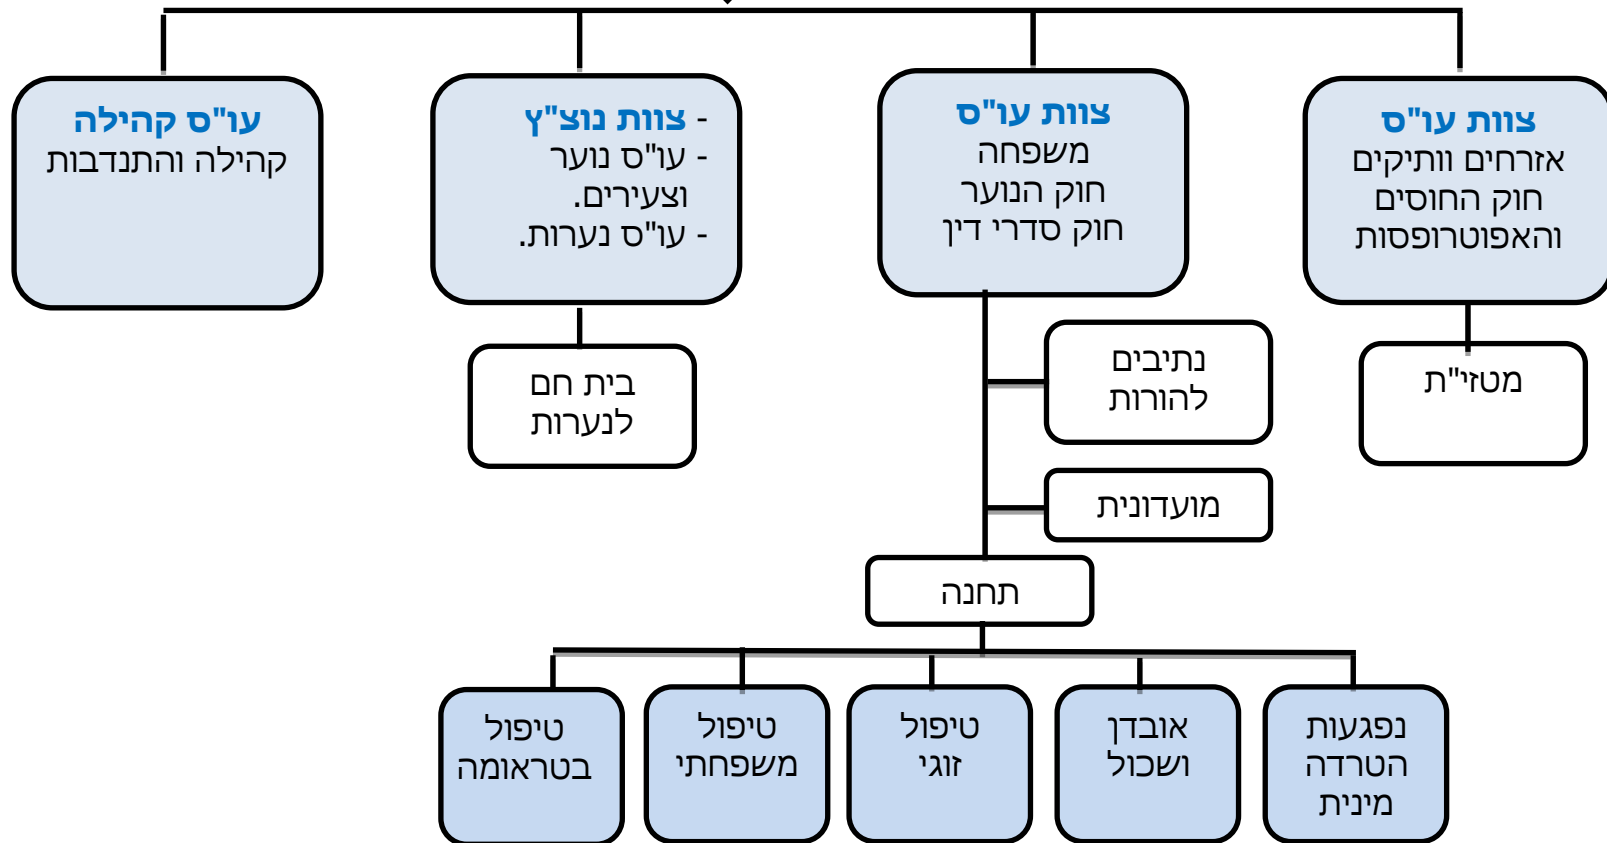 צוות עו"ס
אזרחים וותיקים
חוק החוסים
והאפוטרופסות
צוות עו"ס
משפחה
חוק הנוער
חוק סדרי דין
- צוות נוצ"ץ
- עו"ס נוער
וצעירים.
- עו"ס נערות.
עו"ס קהילה
קהילה והתנדבות
מטזי"ת
נתיבים
להורות
בית חם
לנערות
מועדונית
תחנה
נפגעות
הטרדה
מינית
אובדן
ושכול
טיפול
זוגי
טיפול
משפחתי
טיפול
בטראומה